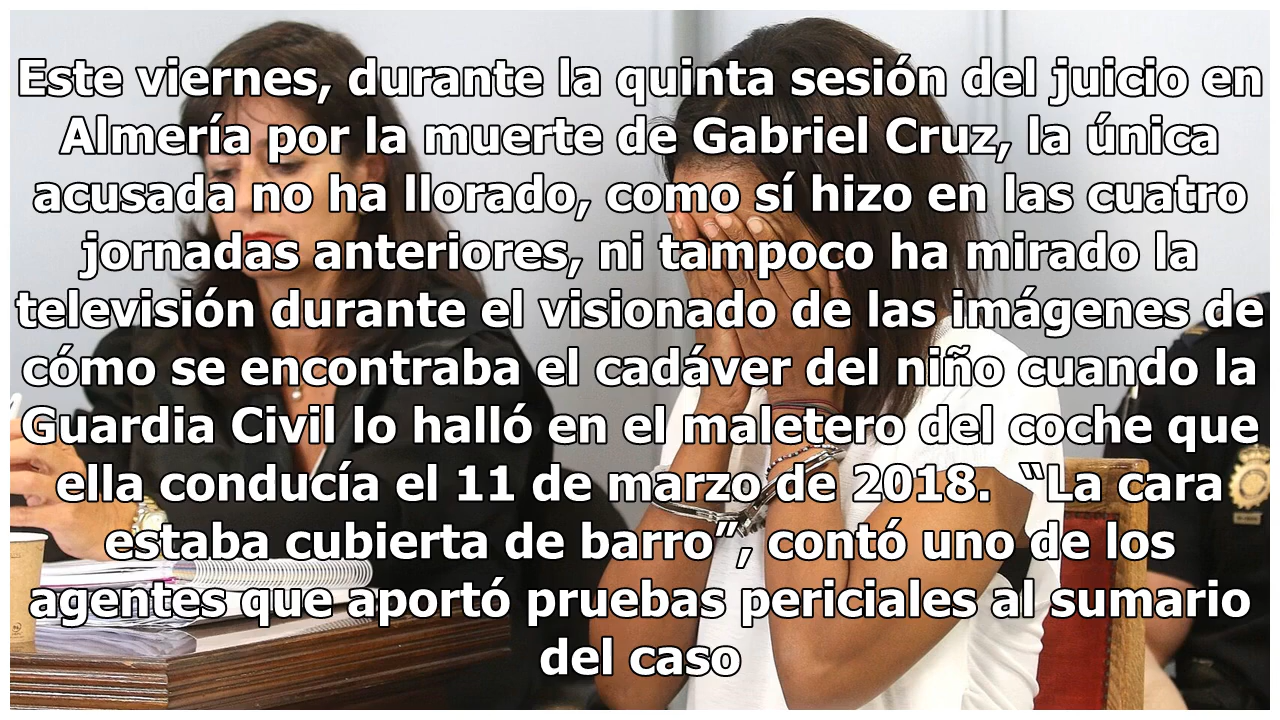 Este viernes, durante la quinta sesión del juicio en
Almería por la muerte de Gabriel Cruz, la única
acusada no ha llorado, como sí hizo en las cuatro
jornadas anteriores, ni tampoco ha mirado la
televisión durante el visionado de las imágenes de
cómo se encontraba el cadáver del niño cuando la
Guardia Civil lo halló en el maletero del coche que
ella conducía el 11 de marzo de 2018.  “La cara
estaba cubierta de barro”, contó uno de los
agentes que aportó pruebas periciales al sumario
del caso